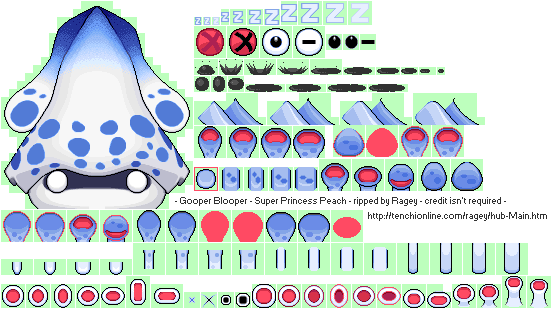 z z z Z Z Z Z Z Z Z
- Gooper Blooper - Super Princess Peach - ripped by Ragey - credit isn't required -
http://tenchionline.com/ragey/hub-Main.htm